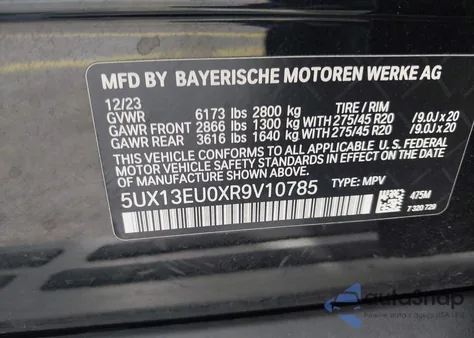 MFD BY BAYERISCHE MOTOREN WERKE AG
12/23 TIRE / RIM
GVWR 6173 lbs 2800 kg
GAWR FRONT 2866 lbs 1300 kg WITH 275/45 R20 /9.0J x 20
GAWR REAR 3616 lbs 1640 kg WITH 275/45 R20 /9.0J x 20
THIS VEHICLE CONFORMS TO ALL APPLICABLE U. S. FEDERAL
MOTOR VEHICLE SAFETY STANDARDS IN EFFECT ON THE DATE OF
MANUFACTURE SHOWN ABOVE.
5UX13EU0XR9V10785 TYPE: MPV
475M
7 320 729
autoSnap